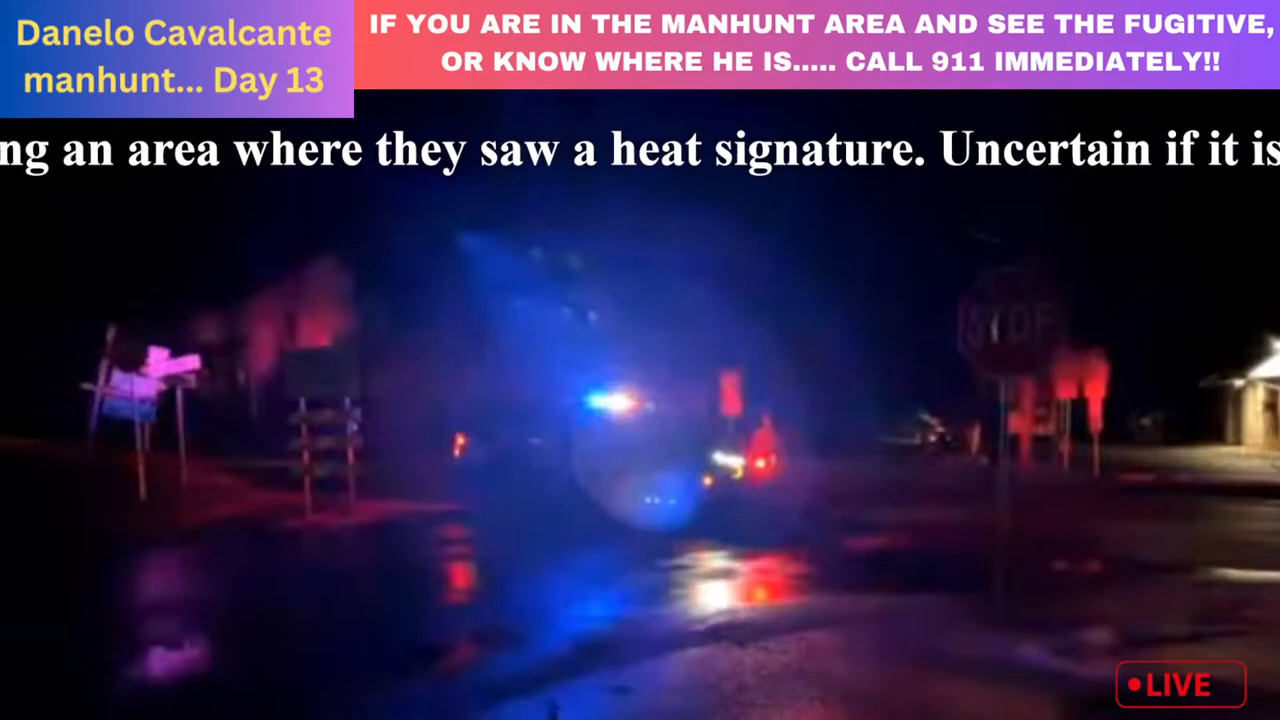 Danelo Cavalcante
manhunt... Day 13
IF YOU ARE IN THE MANHUNT AREA AND SEE THE FUGITIVE,
OR KNOW WHERE HE IS..... CALL 911 IMMEDIATELY!!
ng an area where they saw a heat signature. Uncertain if it is
STOP
LIVE